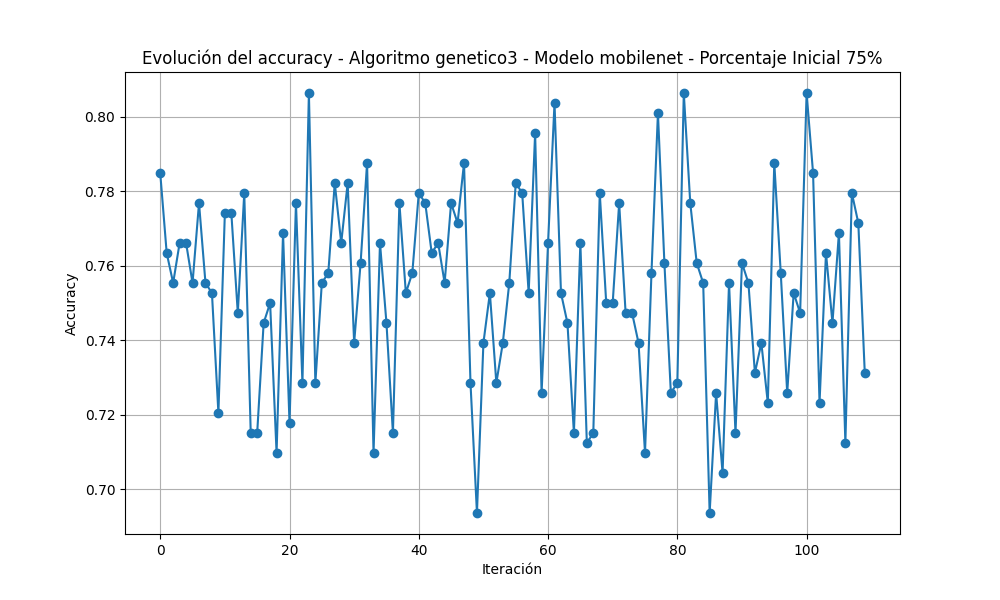 Evolución del accuracy - Algoritmo genetico3 - Modelo mobilenet - Porcentaje Inicial 75%
Accuracy
0.80
0.78
0.76
0.74
0.72
0.70
0 20 40 60 80 100
Iteración